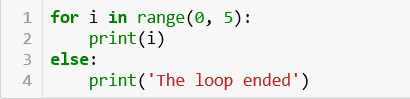 1 for i in range(0, 5):
2     print(i)
3 else:
4     print('The loop ended')